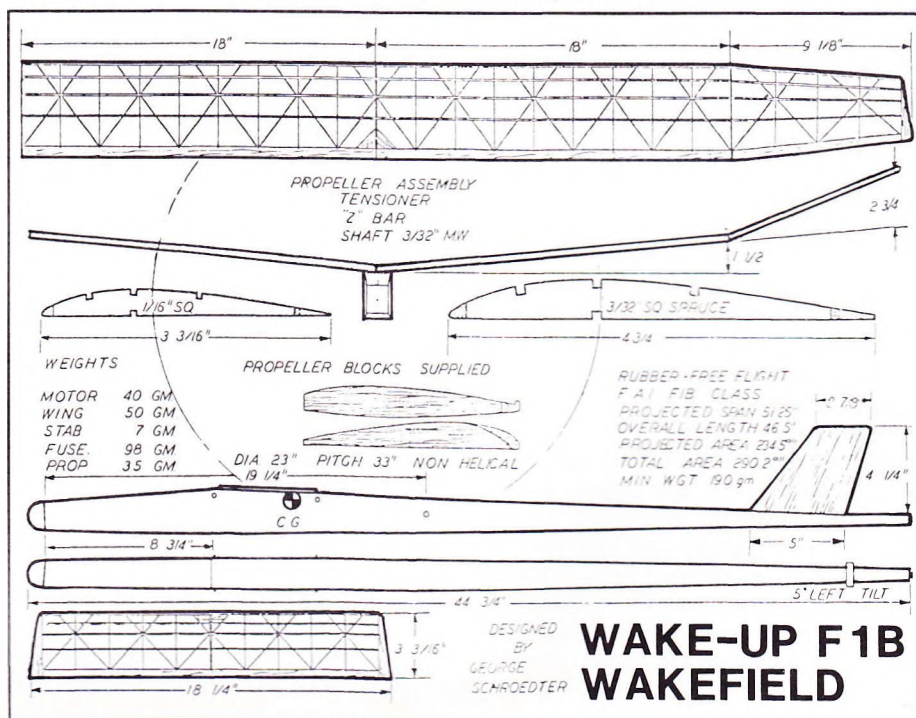 18"
18"
9 1/8"
PROPELLER ASSEMBLY
TENSIONER
"Z" BAR
SHAFT 3/32" MW
2 3/4
1 1/2
1/16" SQ
3/32" SQ SPRUCE
3 3/16"
4 3/4
WEIGHTS
MOTOR 40 GM
WING 50 GM
STAB 7 GM
FUSE. 98 GM
PROP 35 GM
PROPELLER BLOCKS SUPPLIED
DIA 23" PITCH 33" NON HELICAL
RUBBER-FREE FLIGHT
F A I F1B CLASS
PROJECTED SPAN 51.25"
OVERALL LENGTH 46.5"
PROJECTED AREA 234.5""
TOTAL AREA 290.2""
MIN WGT 190 gm
2 7/8
4 1/4"
19 1/4"
C G
8 3/4"
5"
44 3/4"
5° LEFT TILT
3 3/16"
18 1/4"
DESIGNED
BY
GEORGE
SCHROEDTER
WAKE-UP F1B
WAKEFIELD